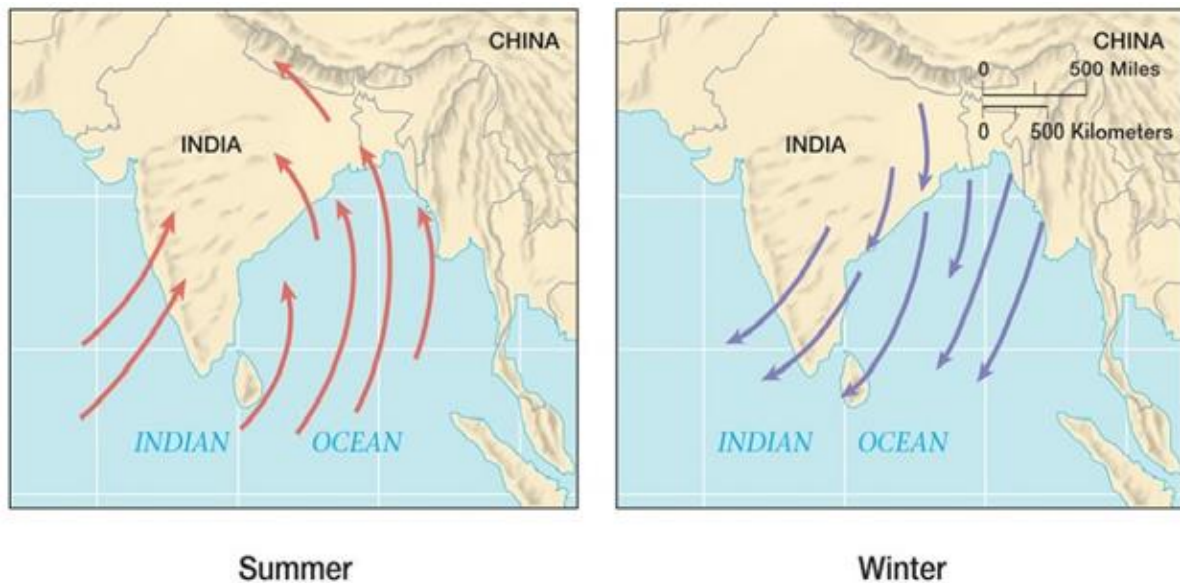 CHINA
INDIA
INDIAN OCEAN
Summer
CHINA
0 500 Miles
0 500 Kilometers
INDIA
INDIAN OCEAN
Winter